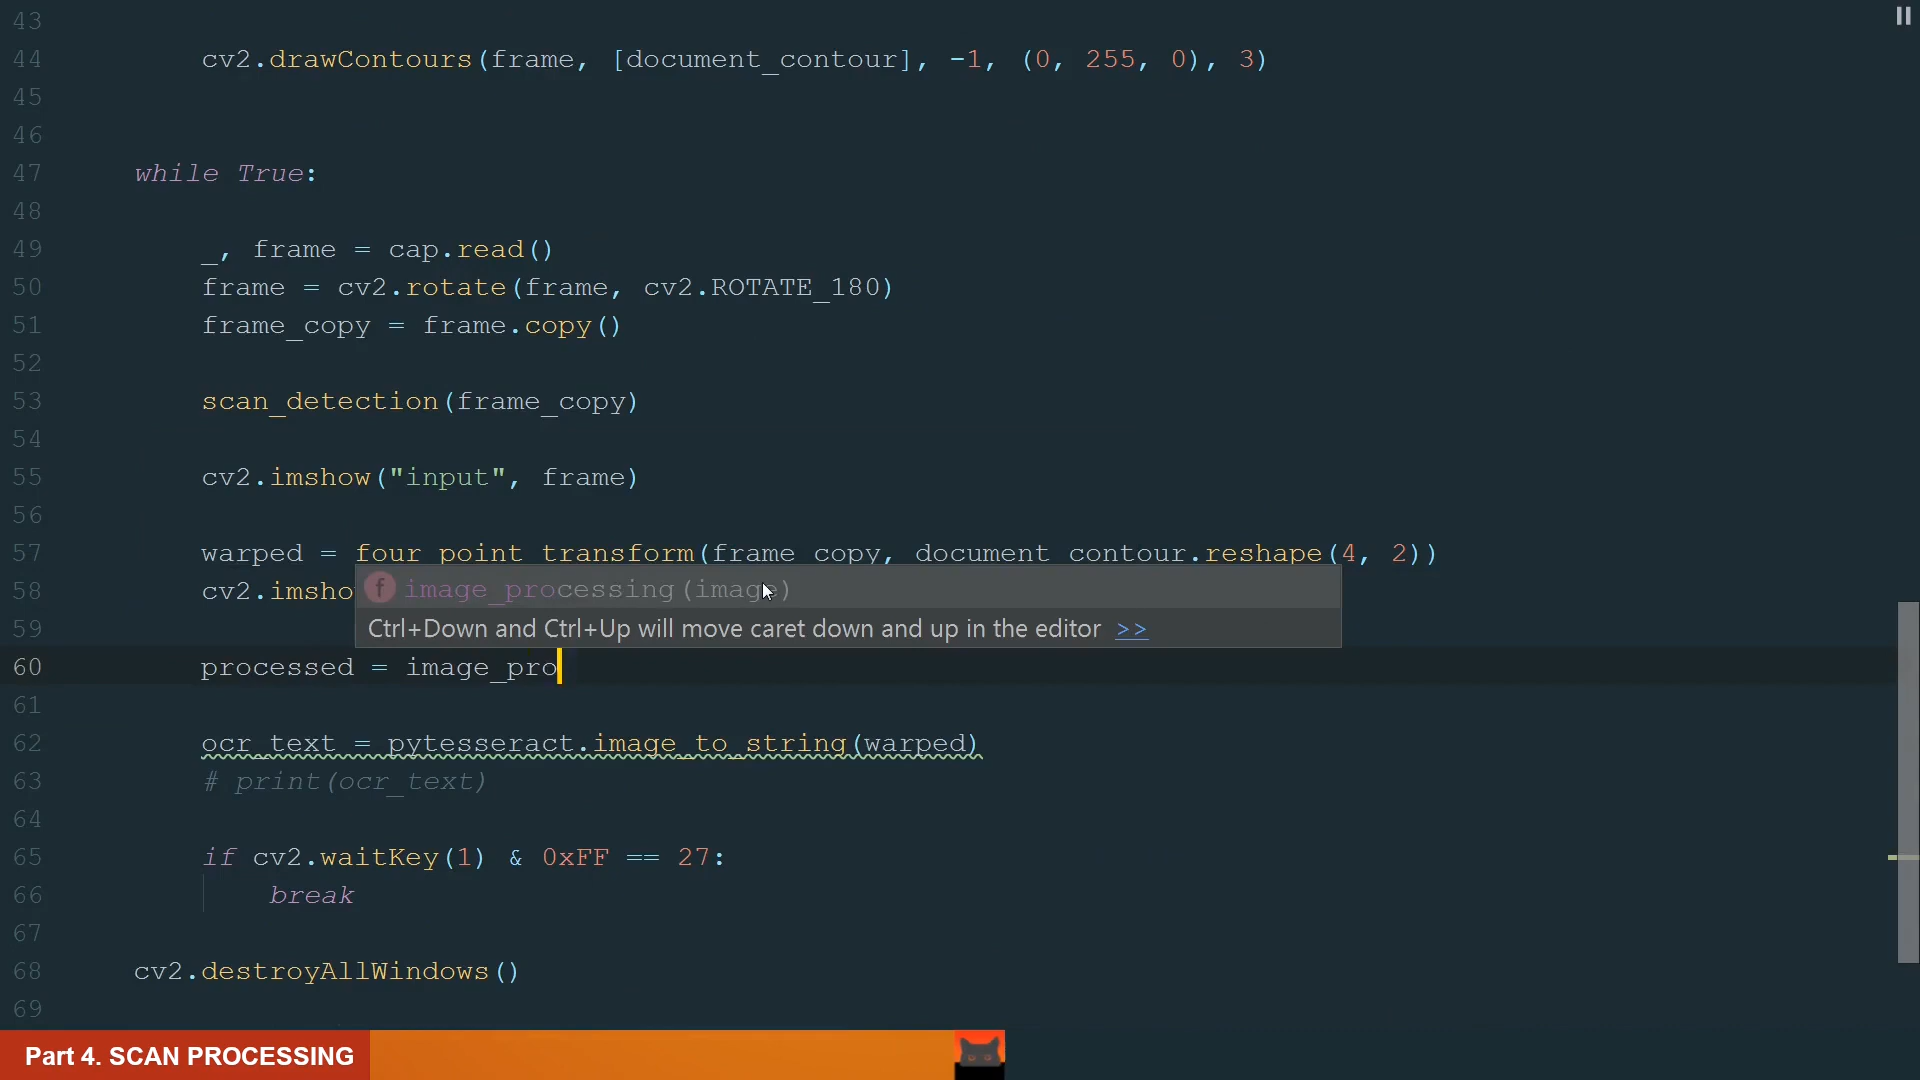 43
44 cv2.drawContours(frame, [document_contour], -1, (0, 255, 0), 3)
45
46
47 while True:
48
49 _, frame = cap.read()
50 frame = cv2.rotate(frame, cv2.ROTATE_180)
51 frame_copy = frame.copy()
52
53 scan_detection(frame_copy)
54
55 cv2.imshow("input", frame)
56
57 warped = four_point_transform(frame_copy, document_contour.reshape(4, 2))
58 cv2.imsho
f image_processing(image)
59
Ctrl+Down and Ctrl+Up will move caret down and up in the editor >>
60 processed = image_pro
61
62 ocr_text = pytesseract.image_to_string(warped)
63 # print(ocr_text)
64
65 if cv2.waitKey(1) & 0xFF == 27:
66 break
67
68 cv2.destroyAllWindows()
69
Part 4. SCAN PROCESSING